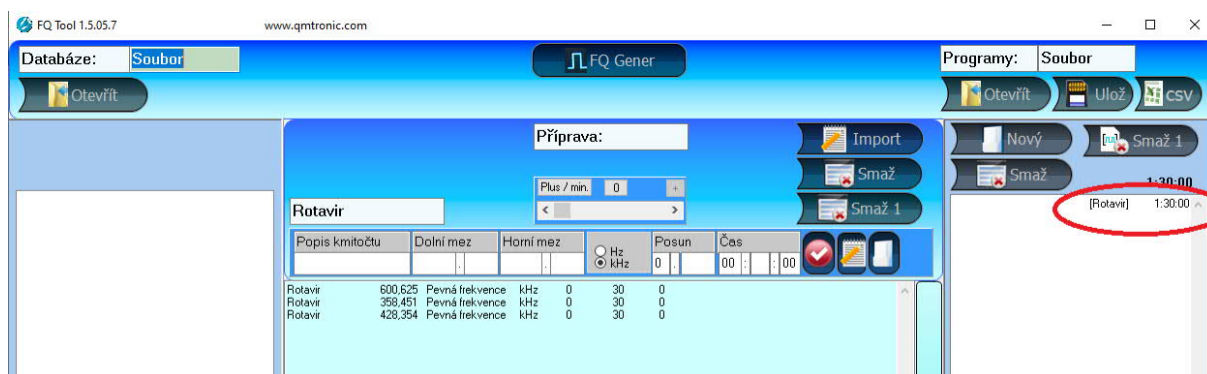 FQ Tool 1.5.05.7 www.qmtronic.com
Databáze: Soubor
Otevřít
FQ Gener
Programy: Soubor
Otevřít Ulož CSV
Příprava:
Import
Smaž
Smaž 1
Plus / min. 0 +
Rotavir
Popis kmitočtu Dolní mez Horní mez Hz kHz Posun Čas
. . 0 . 00 : : 00
Rotavir 600,625 Pevná frekvence kHz 0 30 0
Rotavir 358,451 Pevná frekvence kHz 0 30 0
Rotavir 428,354 Pevná frekvence kHz 0 30 0
Nový Smaž 1
Smaž
1:30:00
[Rotavir] 1:30:00